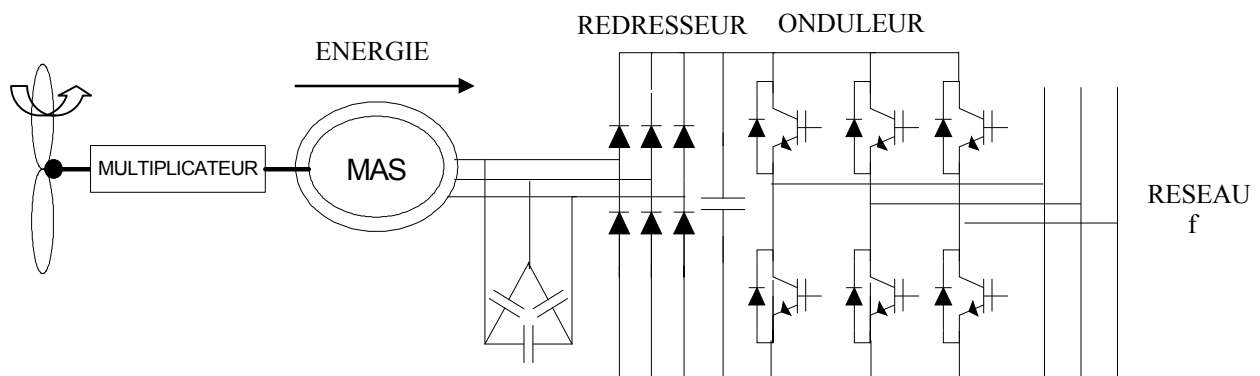 REDRESSEUR
ONDULEUR
ENERGIE
MULTIPLICATEUR
MAS
RESEAU
f